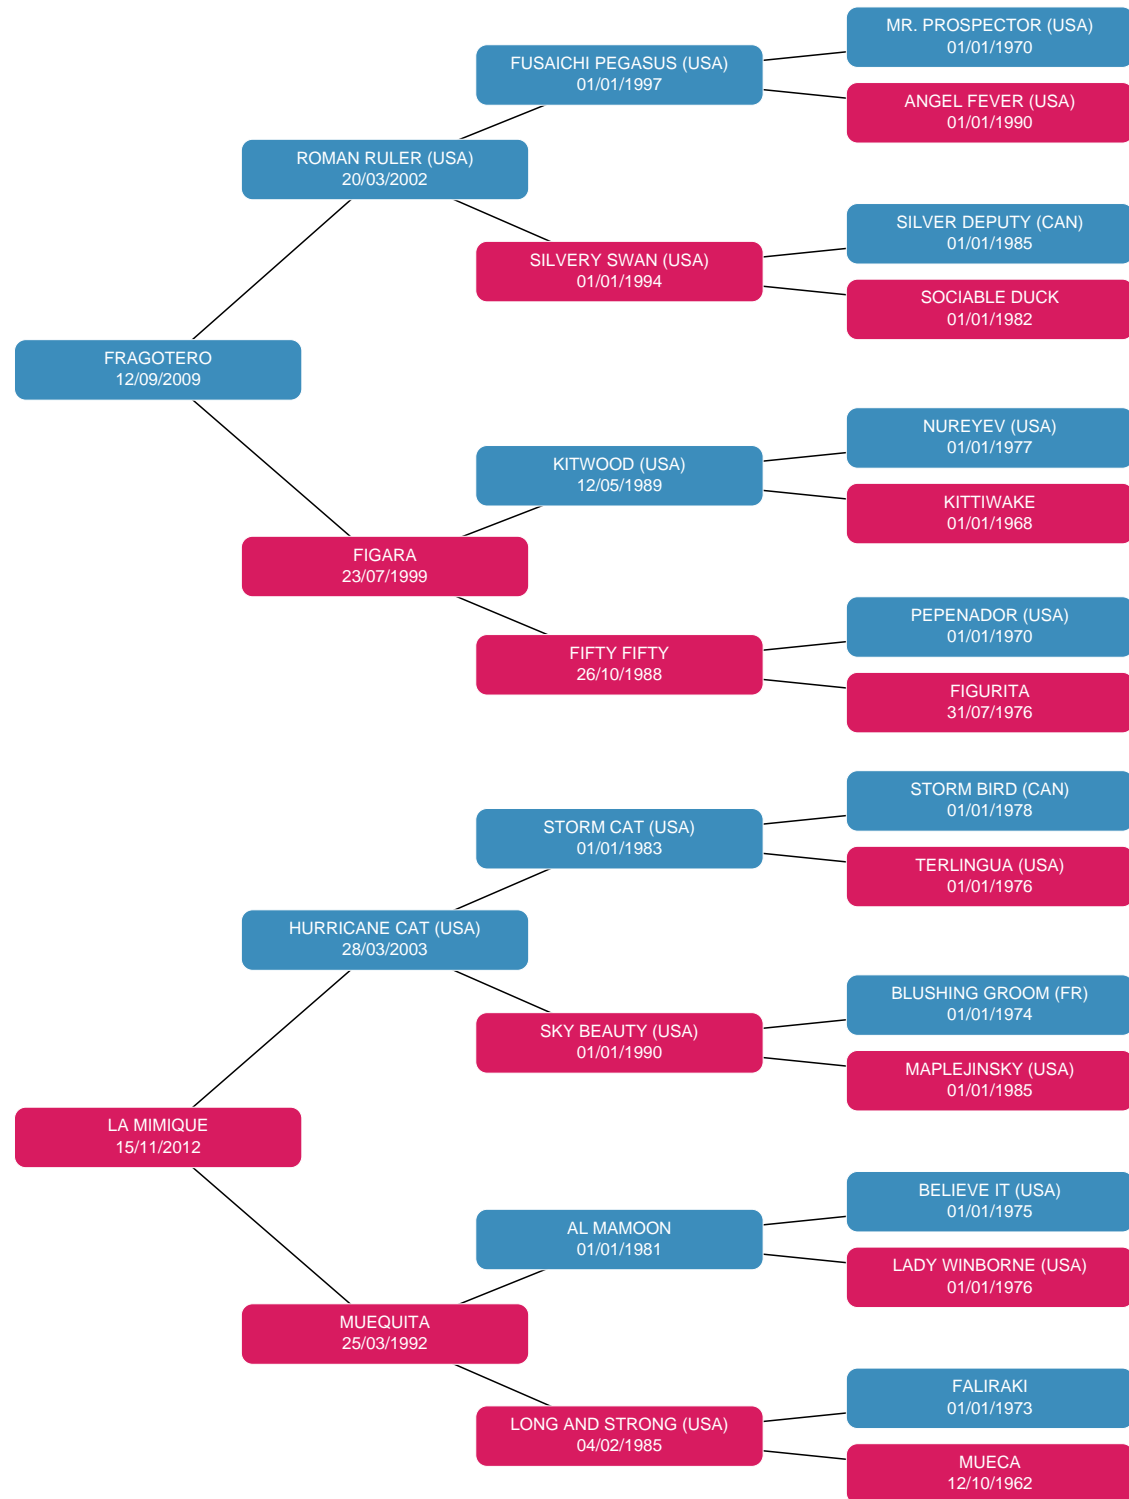 MR. PROSPECTOR (USA)
01/01/1970
FUSAICHI PEGASUS (USA)
01/01/1997
ANGEL FEVER (USA)
01/01/1990
ROMAN RULER (USA)
20/03/2002
SILVER DEPUTY (CAN)
01/01/1985
SILVERY SWAN (USA)
01/01/1994
SOCIABLE DUCK
01/01/1982
FRAGOTERO
12/09/2009
NUREYEV (USA)
01/01/1977
KITWOOD (USA)
12/05/1989
KITTIWAKE
01/01/1968
FIGARA
23/07/1999
PEPENADOR (USA)
01/01/1970
FIFTY FIFTY
26/10/1988
FIGURITA
31/07/1976
STORM BIRD (CAN)
01/01/1978
STORM CAT (USA)
01/01/1983
TERLINGUA (USA)
01/01/1976
HURRICANE CAT (USA)
28/03/2003
BLUSHING GROOM (FR)
01/01/1974
SKY BEAUTY (USA)
01/01/1990
MAPLEJINSKY (USA)
01/01/1985
LA MIMIQUE
15/11/2012
BELIEVE IT (USA)
01/01/1975
AL MAMOON
01/01/1981
LADY WINBORNE (USA)
01/01/1976
MUEQUITA
25/03/1992
FALIRAKI
01/01/1973
LONG AND STRONG (USA)
04/02/1985
MUECA
12/10/1962